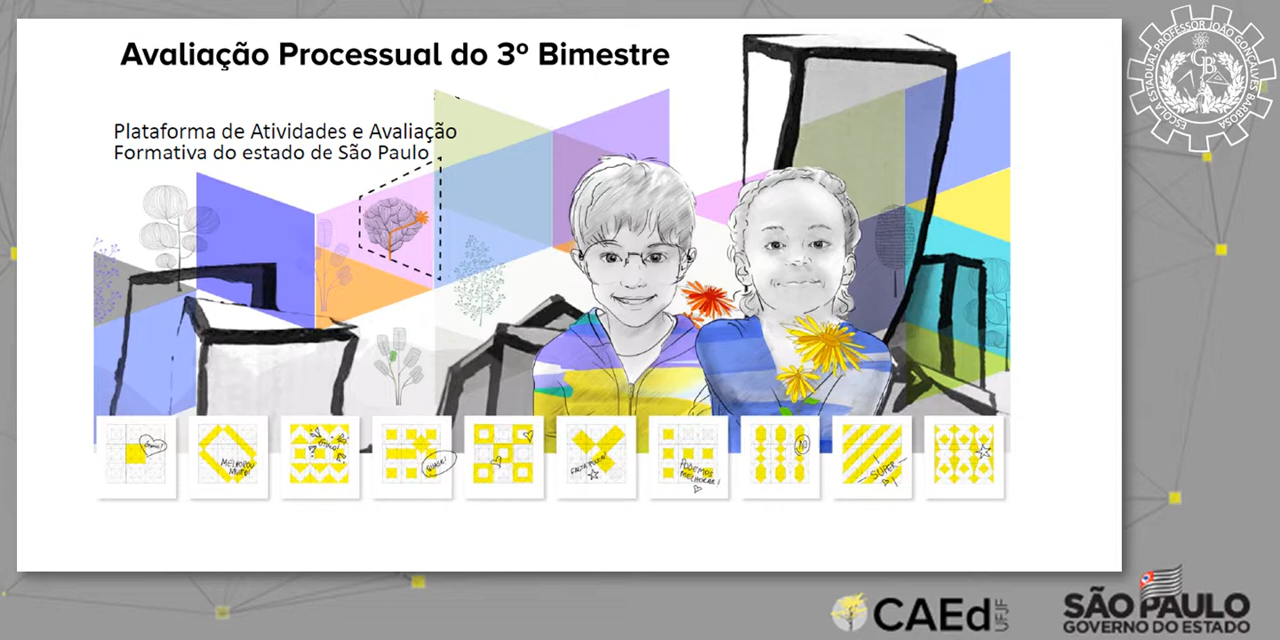 Avaliação Processual do 3º Bimestre
ESCOLA ESTADUAL PROFESSOR JOÃO GONÇALVES BARBOSA
Plataforma de Atividades e Avaliação
Formativa do estado de São Paulo
MELHOROU
MUITO!
QUASE!
FALTA POUCO!
PODEMOS
MELHORAR!
SUPER
CAEd UFJF
SÃO PAULO
GOVERNO DO ESTADO